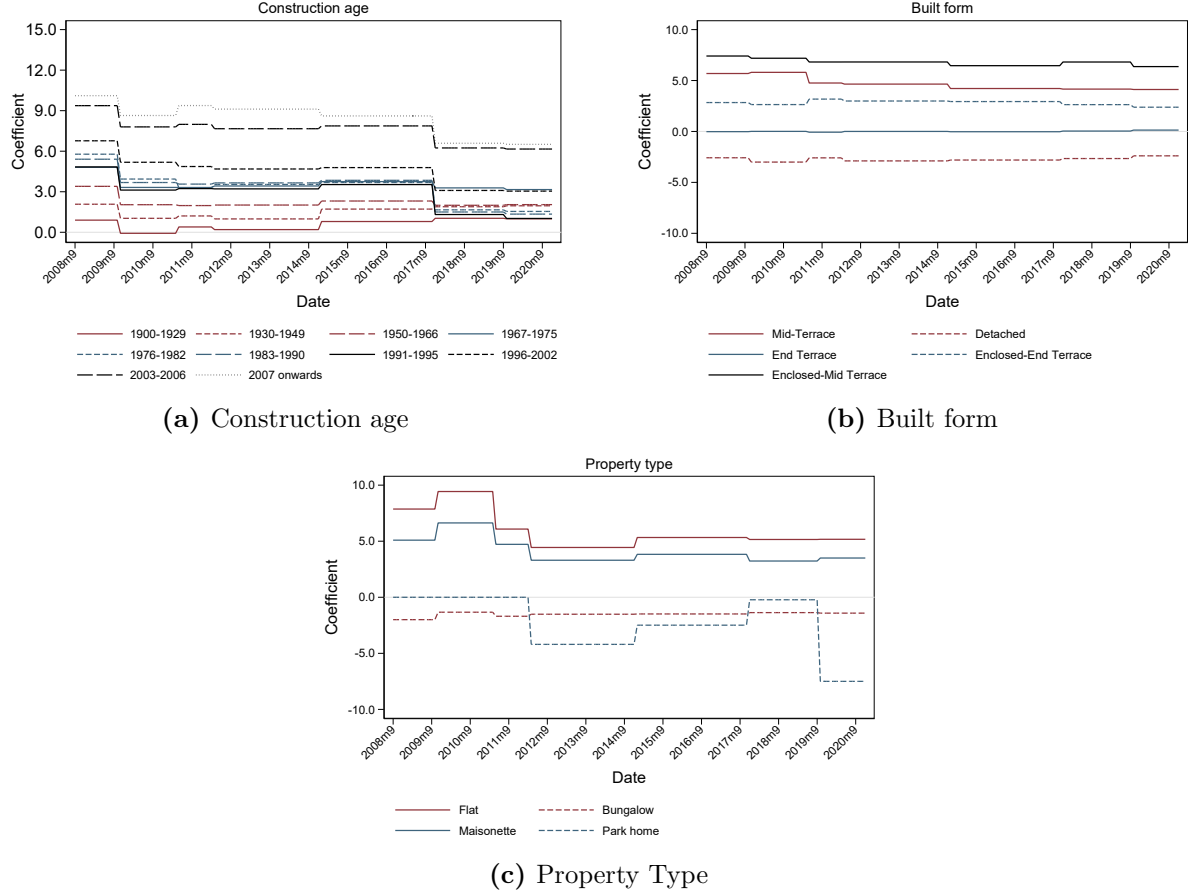 Construction age
Coefficient
15.0
12.0
9.0
6.0
3.0
0.0
2008m9 2009m9 2010m9 2011m9 2012m9 2013m9 2014m9 2015m9 2016m9 2017m9 2018m9 2019m9 2020m9
Date
1900-1929 1930-1949 1950-1966 1967-1975
1976-1982 1983-1990 1991-1995 1996-2002
2003-2006 2007 onwards
(a) Construction age
Built form
Coefficient
10.0
5.0
0.0
-5.0
-10.0
2008m9 2009m9 2010m9 2011m9 2012m9 2013m9 2014m9 2015m9 2016m9 2017m9 2018m9 2019m9 2020m9
Date
Mid-Terrace Detached
End Terrace Enclosed-End Terrace
Enclosed-Mid Terrace
(b) Built form
Property type
Coefficient
10.0
5.0
0.0
-5.0
-10.0
2008m9 2009m9 2010m9 2011m9 2012m9 2013m9 2014m9 2015m9 2016m9 2017m9 2018m9 2019m9 2020m9
Date
Flat Bungalow
Maisonette Park home
(c) Property Type